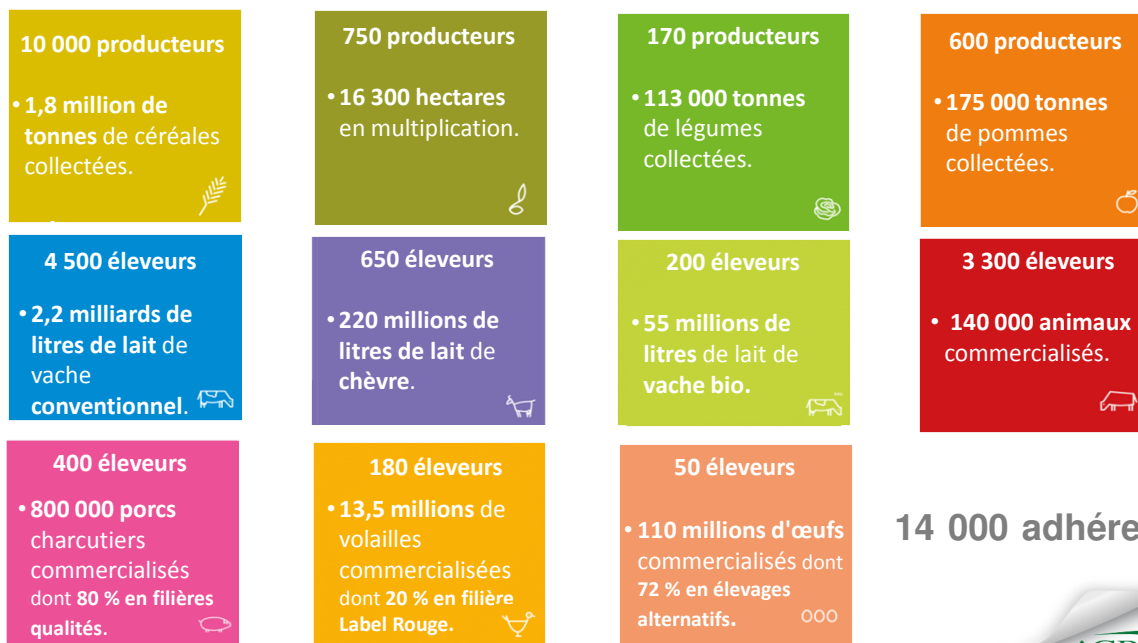 10 000 producteurs
• 1,8 million de
tonnes de céréales
collectées.
750 producteurs
• 16 300 hectares
en multiplication.
170 producteurs
• 113 000 tonnes
de légumes
collectées.
600 producteurs
• 175 000 tonnes
de pommes
collectées.
4 500 éleveurs
• 2,2 milliards de
litres de lait de
vache
conventionnel.
650 éleveurs
• 220 millions de
litres de lait de
chèvre.
200 éleveurs
• 55 millions de
litres de lait de
vache bio.
3 300 éleveurs
• 140 000 animaux
commercialisés.
400 éleveurs
• 800 000 porcs
charcutiers
commercialisés
dont 80 % en filières
qualités.
180 éleveurs
• 13,5 millions de
volailles
commercialisées
dont 20 % en filière
Label Rouge.
50 éleveurs
• 110 millions d'œufs
commercialisés dont
72 % en élevages
alternatifs.
14 000 adhére